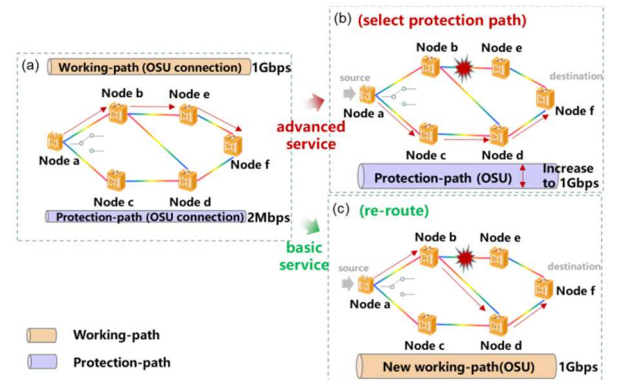 (a)
Working-path (OSU connection) 1Gbps
Node b
Node e
Node a
Node f
Node c
Node d
Protection-path (OSU connection) 2Mbps
advanced
service
basic
service
(b) (select protection path)
Node b
Node e
source
destination
Node a
Node f
Node c
Node d
Protection-path (OSU)
Increase
to 1Gbps
(c) (re-route)
Node b
Node e
source
destination
Node a
Node f
Node c
Node d
New working-path(OSU) 1Gbps
Working-path
Protection-path